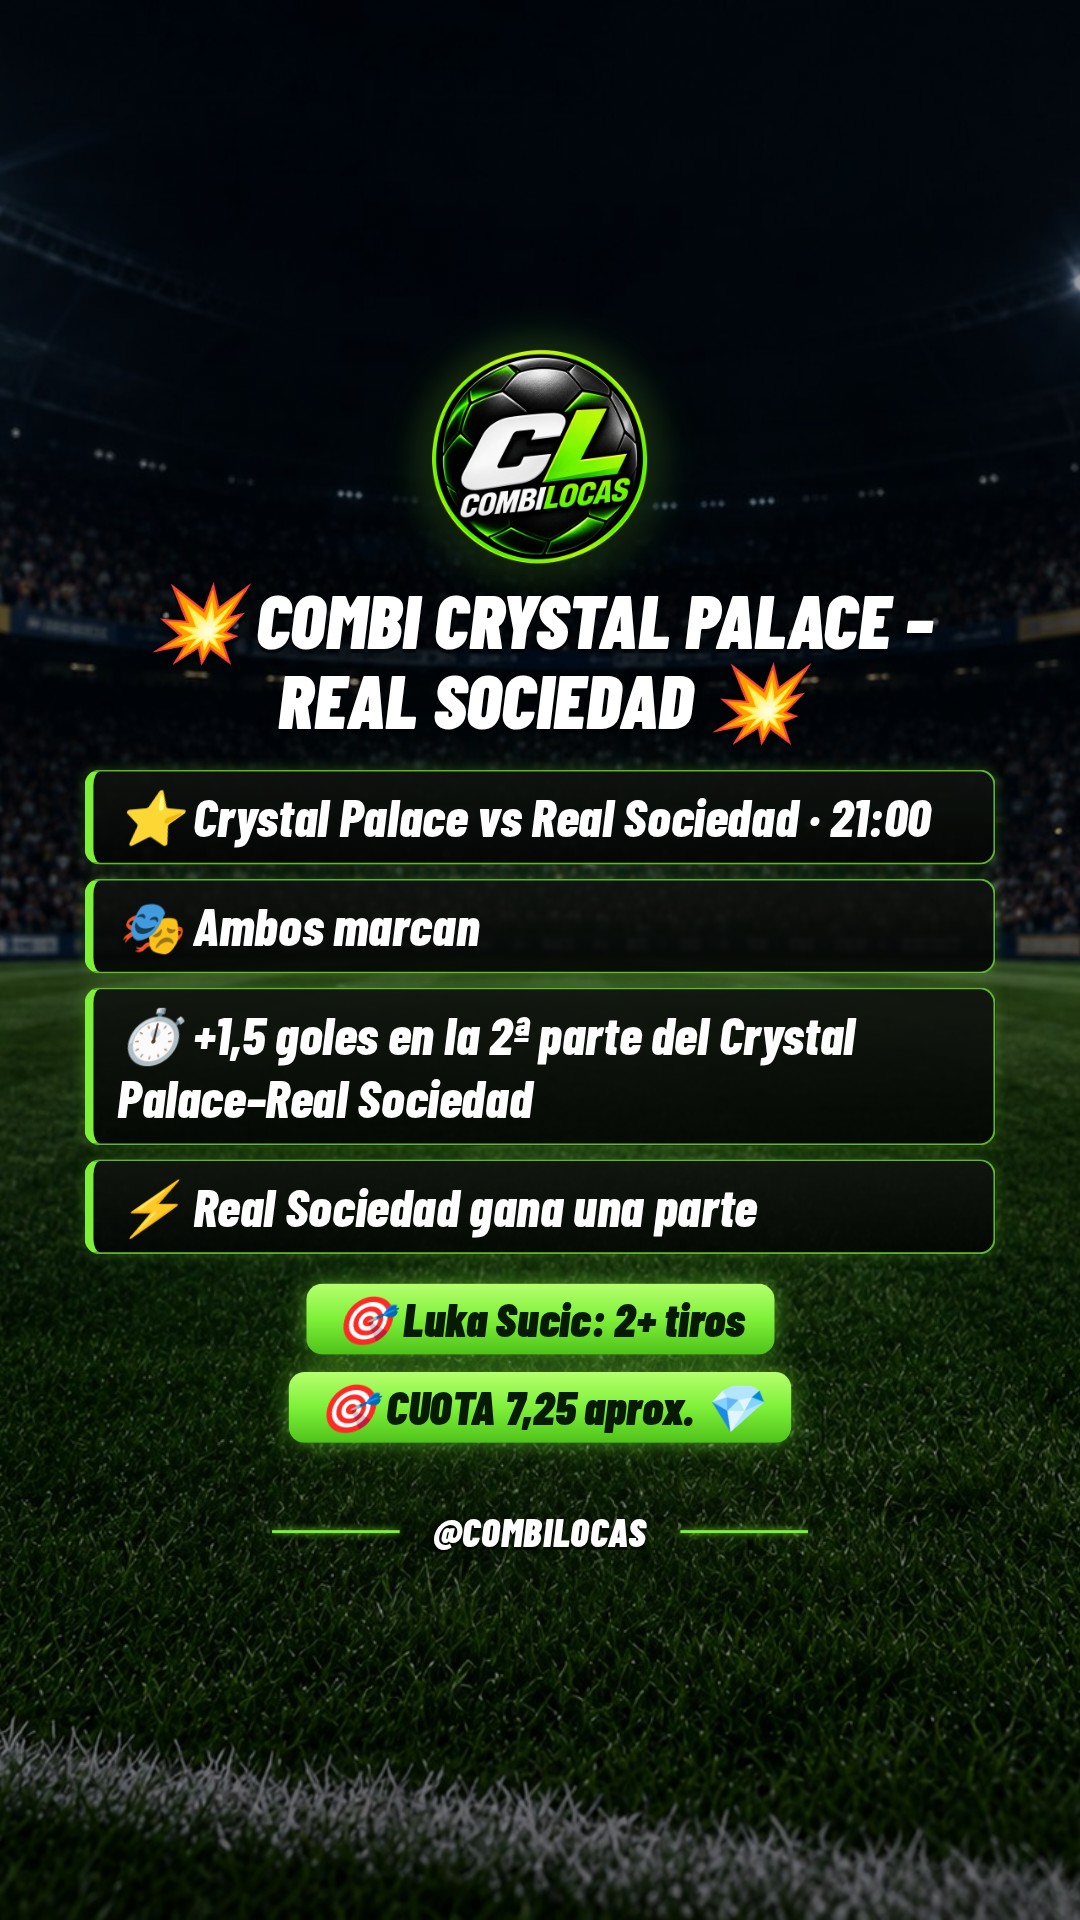 CL
COMBILOCAS
💥 COMBI CRYSTAL PALACE -
REAL SOCIEDAD 💥
⭐ Crystal Palace vs Real Sociedad · 21:00
🎭 Ambos marcan
⏱️ +1,5 goles en la 2ª parte del Crystal
Palace-Real Sociedad
⚡ Real Sociedad gana una parte
🎯 Luka Sucic: 2+ tiros
🎯 CUOTA 7,25 aprox. 💎
@COMBILOCAS